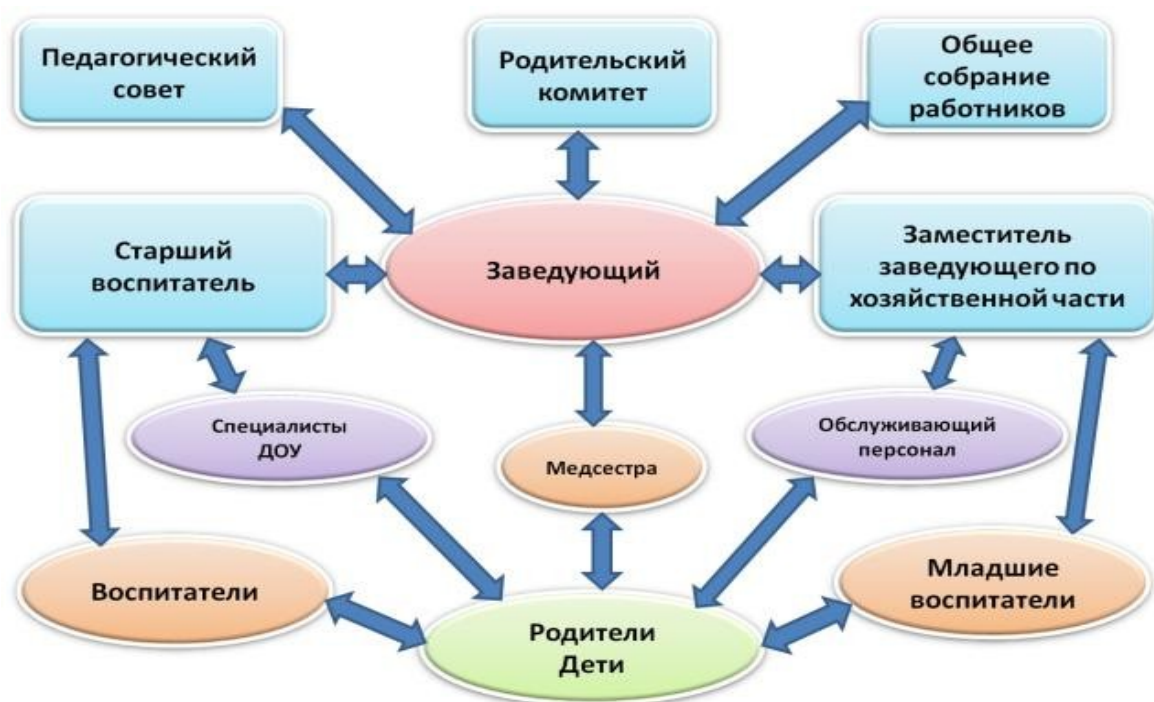 Педагогический
совет
Родительский
комитет
Общее
собрание
работников
Старший
воспитатель
Заведующий
Заместитель
заведующего по
хозяйственной части
Специалисты
ДОУ
Медсестра
Обслуживающий
персонал
Воспитатели
Младшие
воспитатели
Родители
Дети